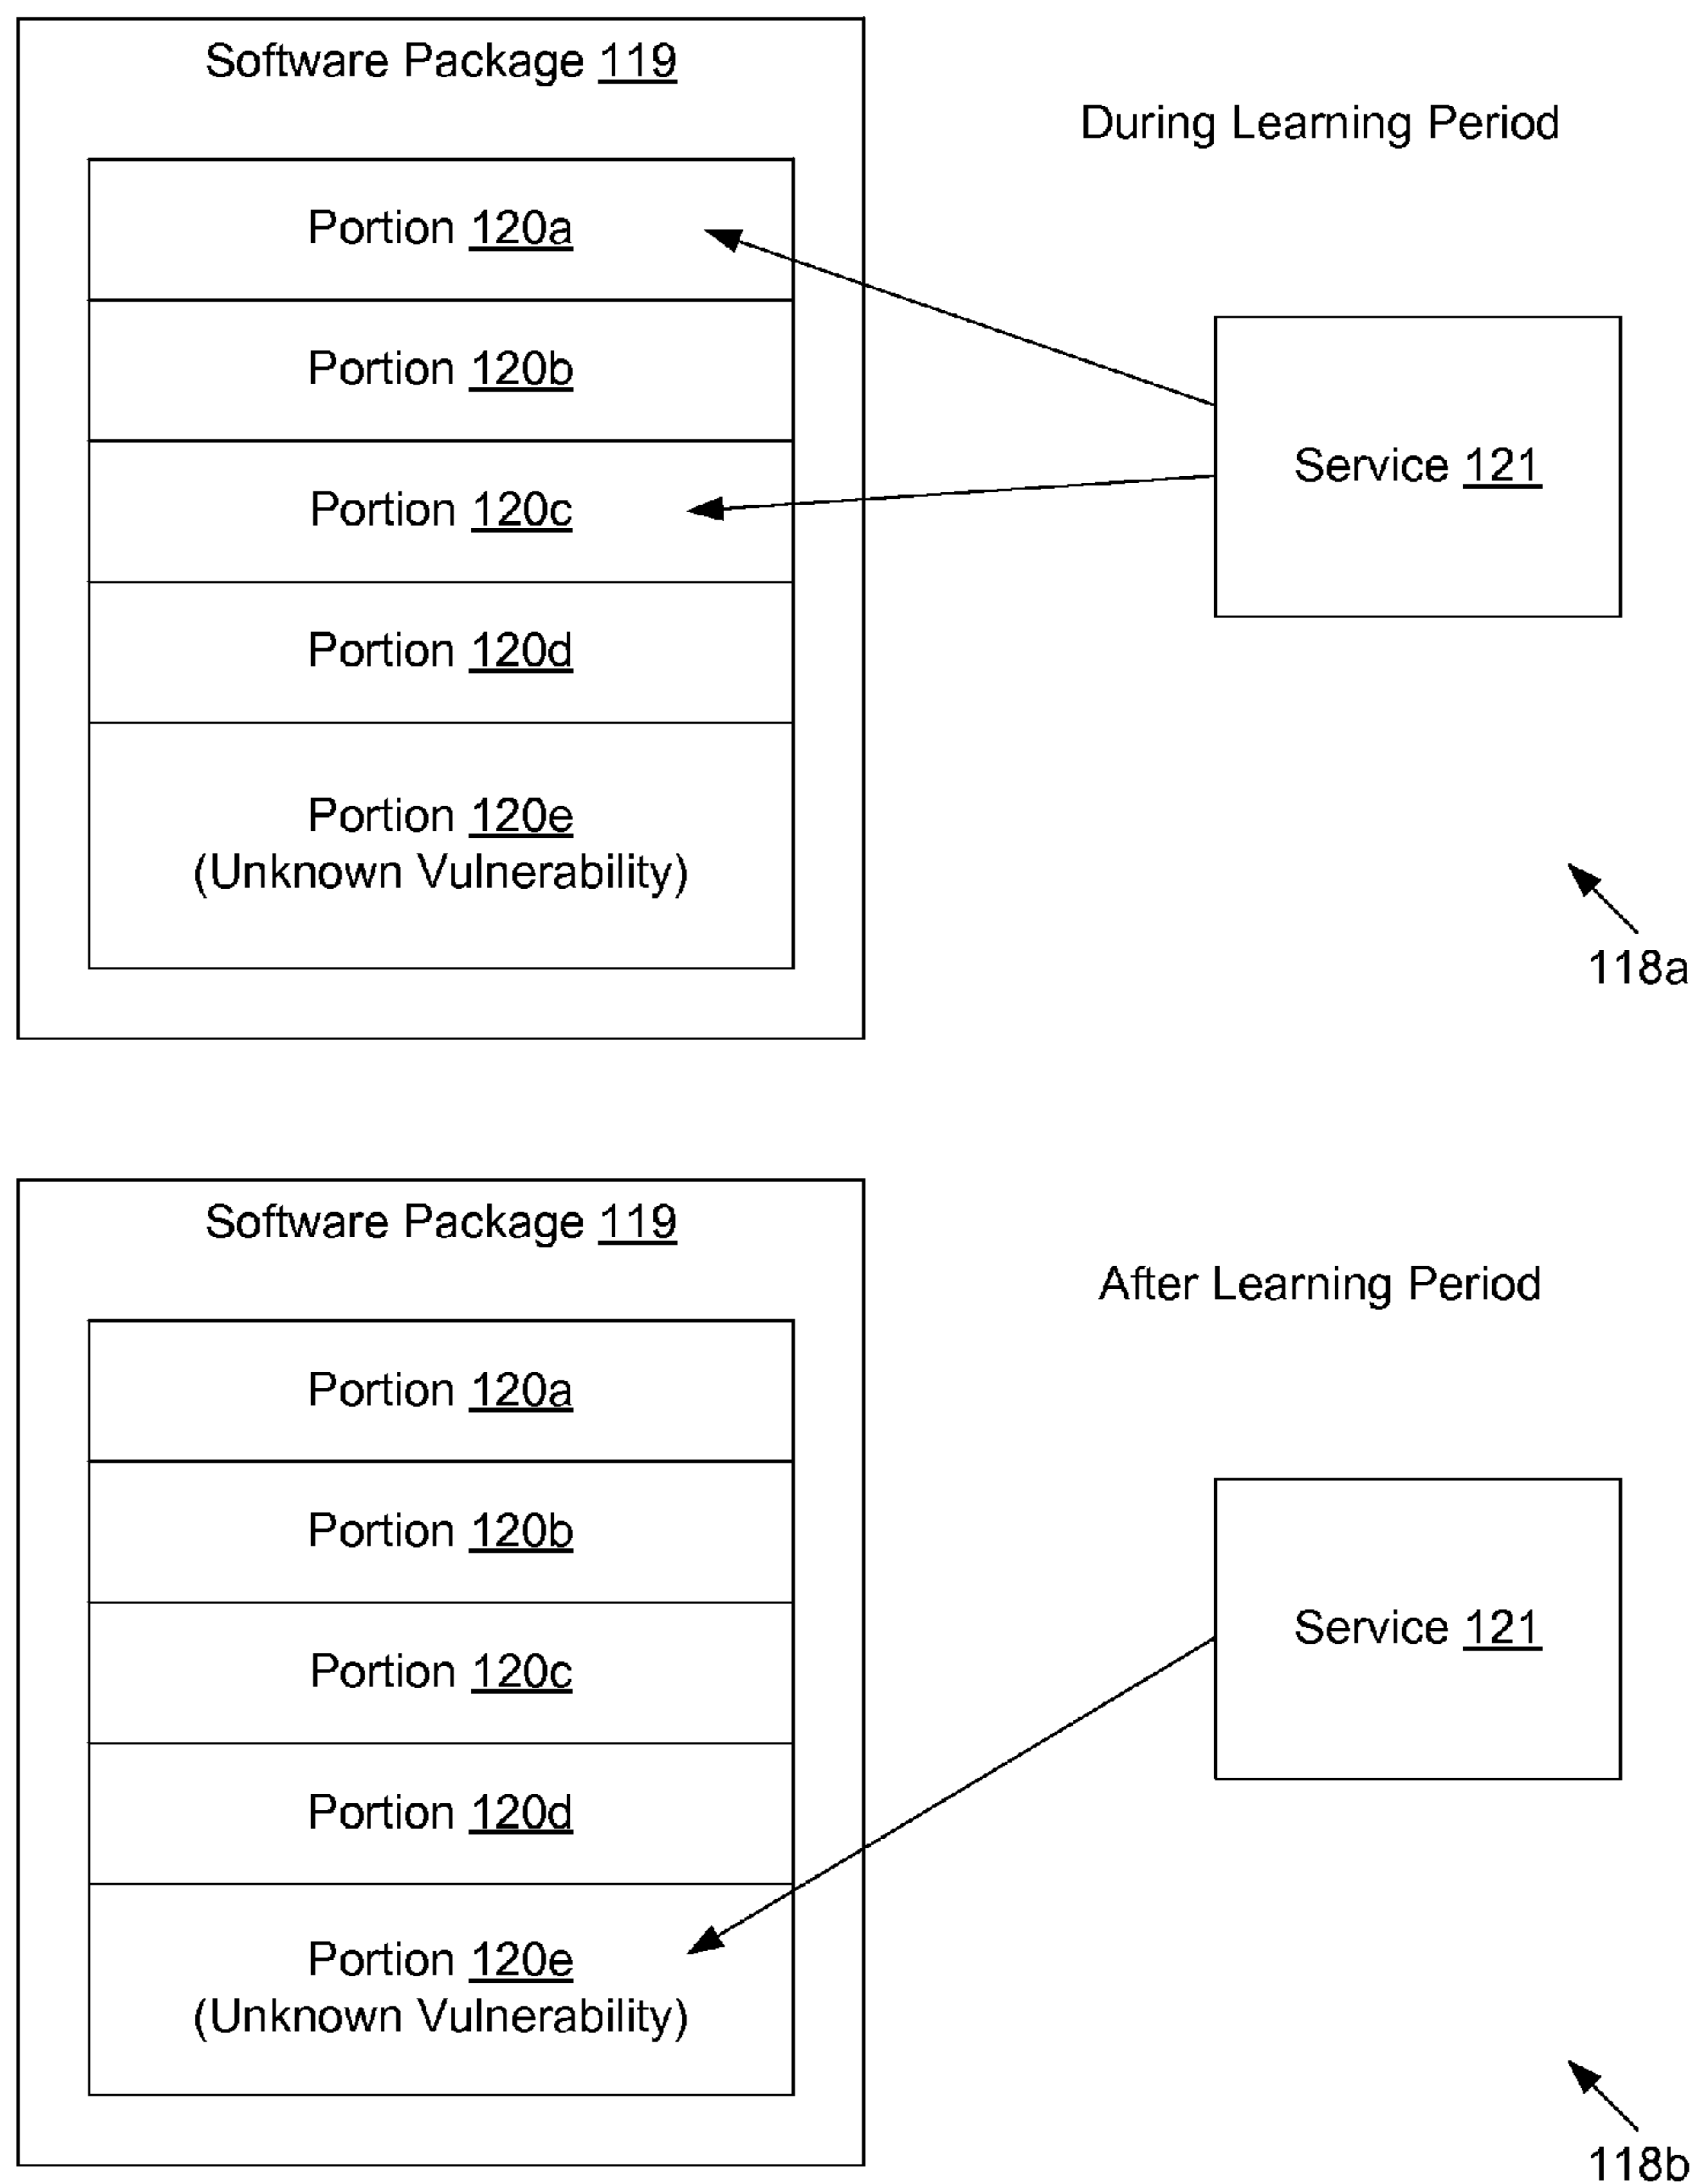 Software Package 119
During Learning Period
Portion 120a
Portion 120b
Portion 120c
Service 121
Portion 120d
Portion 120e
(Unknown Vulnerability)
118a
Software Package 119
After Learning Period
Portion 120a
Portion 120b
Portion 120c
Service 121
Portion 120d
Portion 120e
(Unknown Vulnerability)
118b